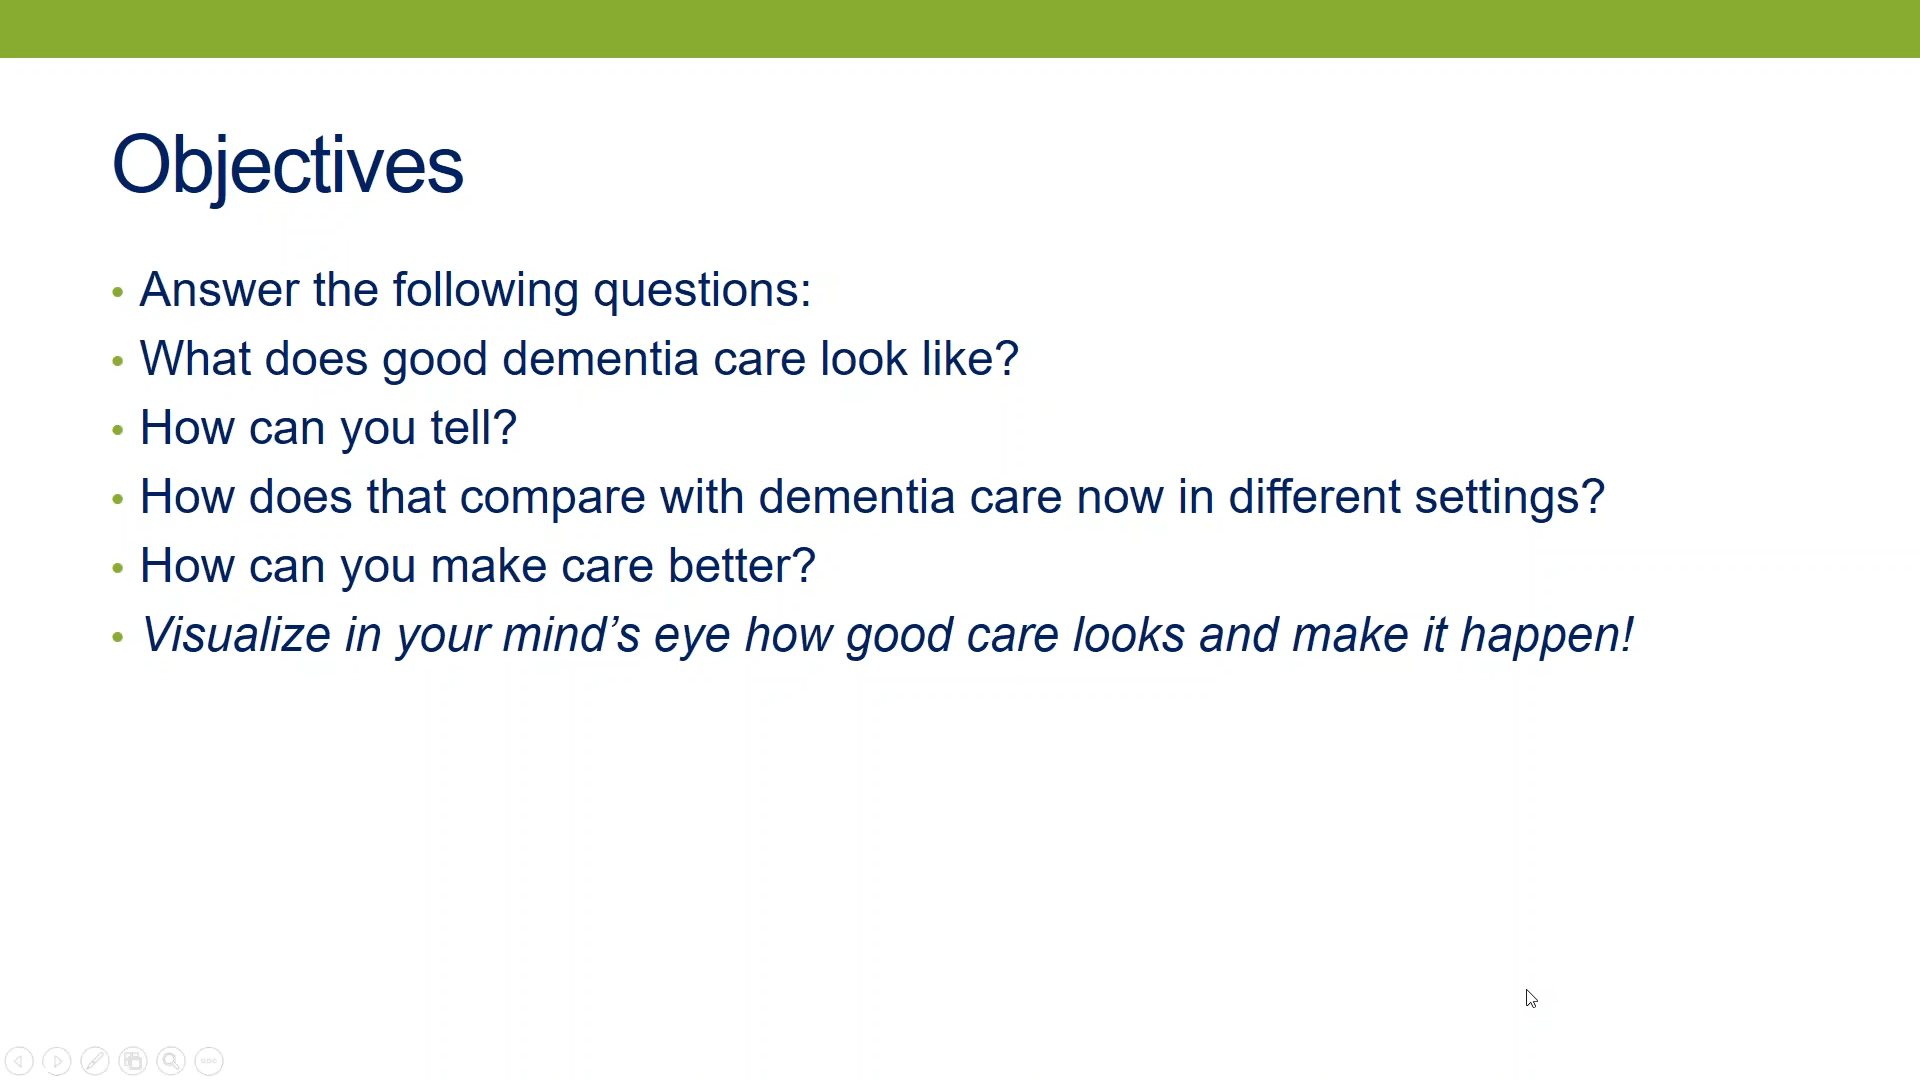 Objectives
• Answer the following questions:
• What does good dementia care look like?
• How can you tell?
• How does that compare with dementia care now in different settings?
• How can you make care better?
• Visualize in your mind’s eye how good care looks and make it happen!